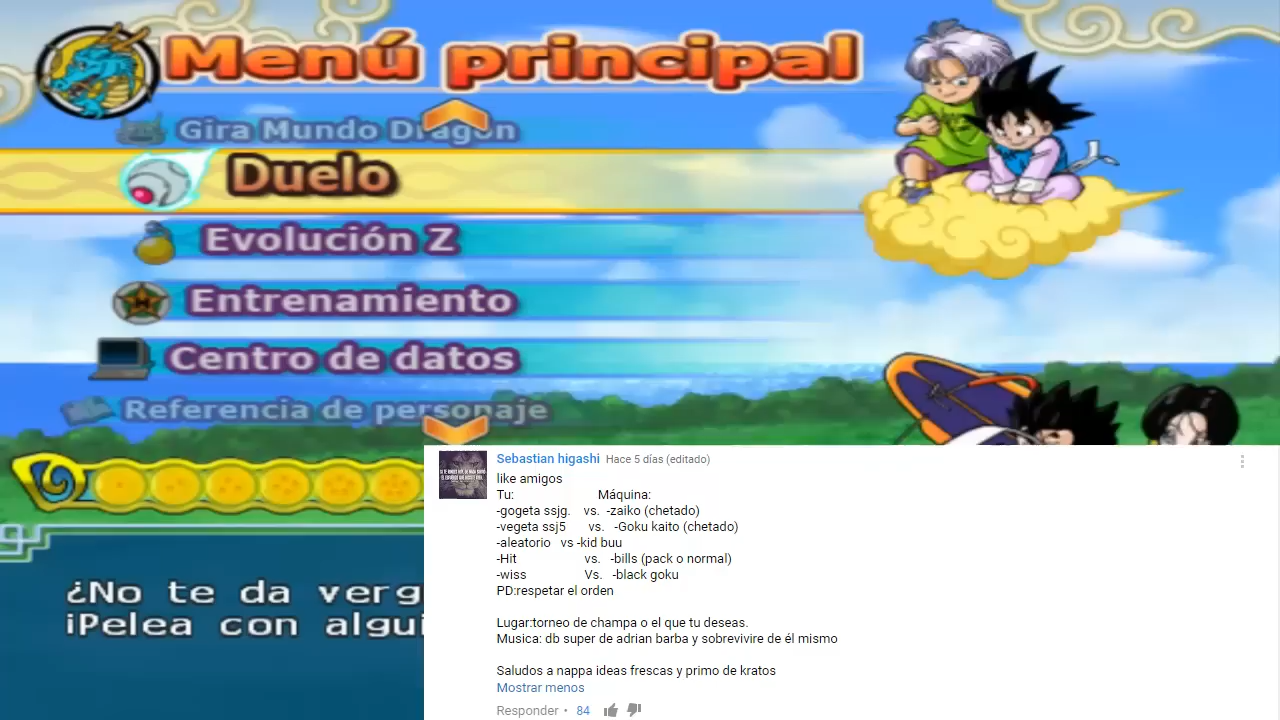 Menú principal
Gira Mundo Dragon
Duelo
Evolución Z
Entrenamiento
Centro de datos
Referencia de personaje
¿No te da verg
¡Pelea con algui
Sebastian higashi Hace 5 días (editado)
like amigos
Tu: Máquina:
-gogeta ssjg. vs. -zaiko (chetado)
-vegeta ssj5 vs. -Goku kaito (chetado)
-aleatorio vs -kid buu
-Hit vs. -bills (pack o normal)
-wiss Vs. -black goku
PD:respetar el orden
Lugar:torneo de champa o el que tu deseas.
Musica: db super de adrian barba y sobrevivire de él mismo
Saludos a nappa ideas frescas y primo de kratos
Mostrar menos
Responder • 84